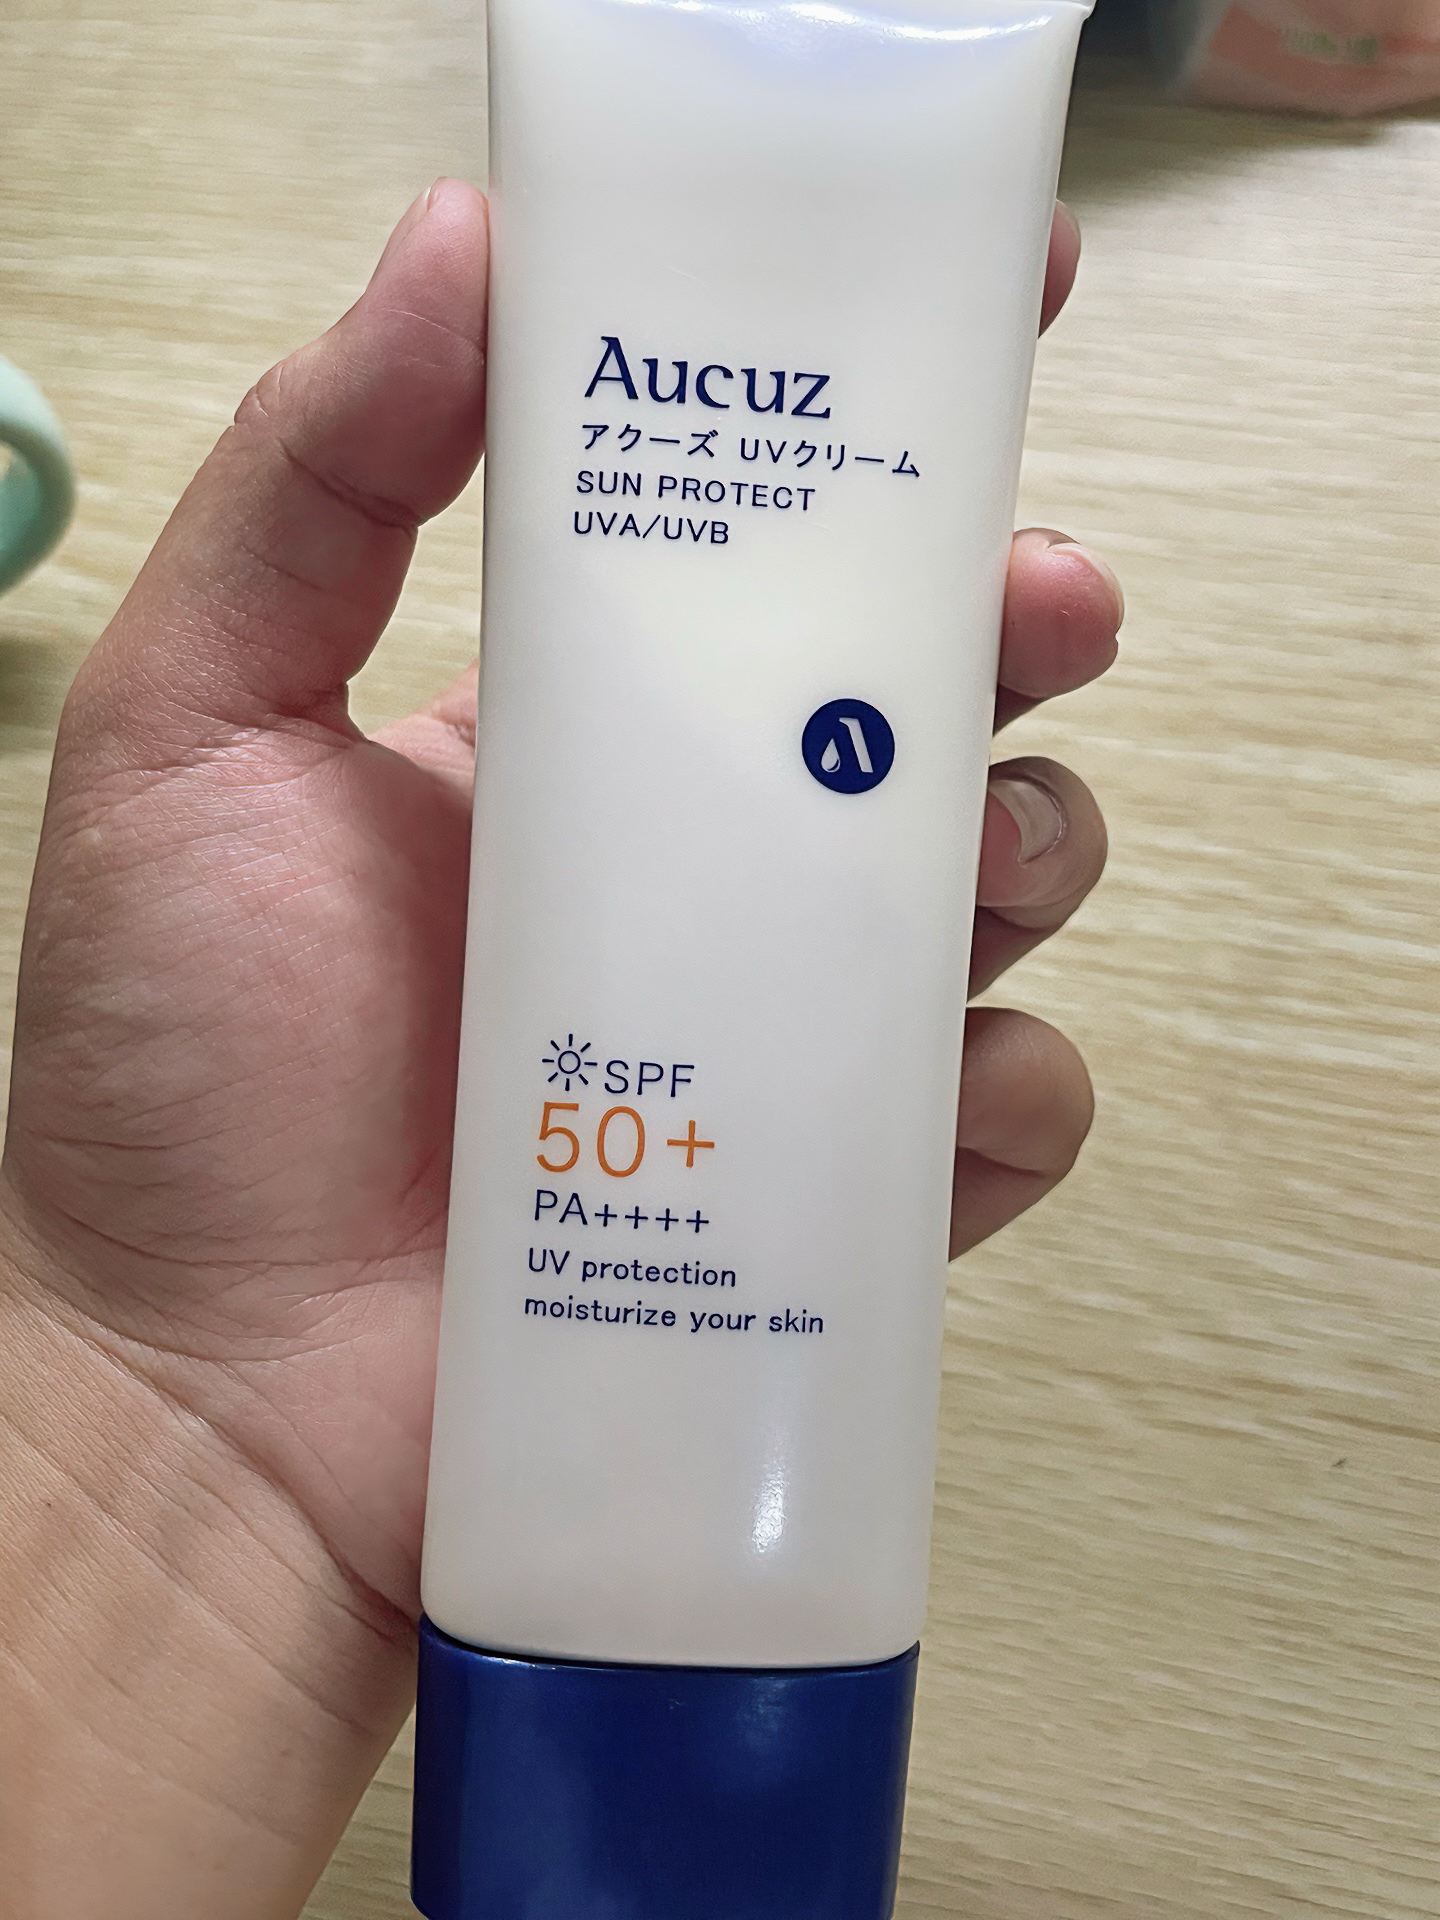 Aucuz
アクーズ UVクリーム
SUN PROTECT
UVA/UVB
SPF
50+
PA++++
UV protection
moisturize your skin